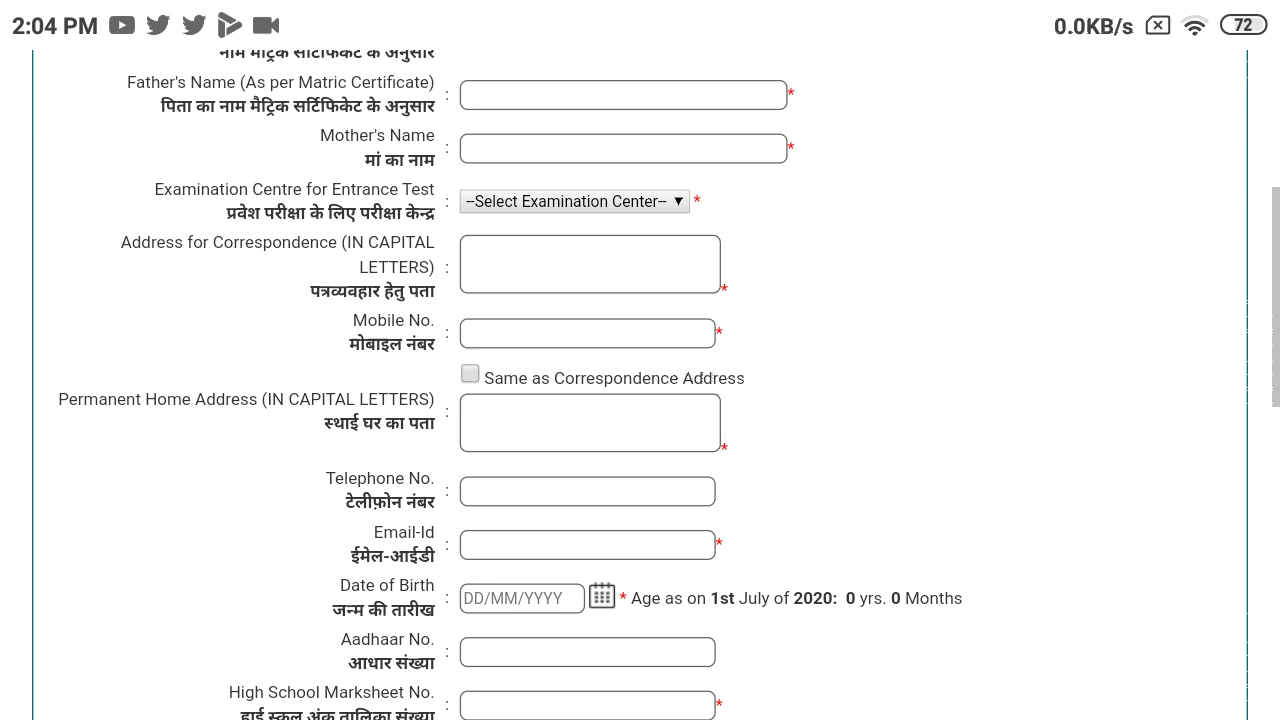 2:04 PM 0.0KB/s 72
नाम मैट्रिक सर्टिफिकेट के अनुसार
Father's Name (As per Matric Certificate)
पिता का नाम मैट्रिक सर्टिफिकेट के अनुसार
: *
Mother's Name
मां का नाम
: *
Examination Centre for Entrance Test
प्रवेश परीक्षा के लिए परीक्षा केन्द्र
: --Select Examination Center-- ▼ *
Address for Correspondence (IN CAPITAL
LETTERS)
पत्रव्यवहार हेतु पता
: *
Mobile No.
मोबाइल नंबर
: *
Same as Correspondence Address
Permanent Home Address (IN CAPITAL LETTERS)
स्थाई घर का पता
: *
Telephone No.
टेलीफ़ोन नंबर
:
Email-Id
ईमेल-आईडी
: *
Date of Birth
जन्म की तारीख
: DD/MM/YYYY * Age as on 1st July of 2020: 0 yrs. 0 Months
Aadhaar No.
आधार संख्या
:
High School Marksheet No.
हाई स्कूल अंक तालिका संख्या
: *